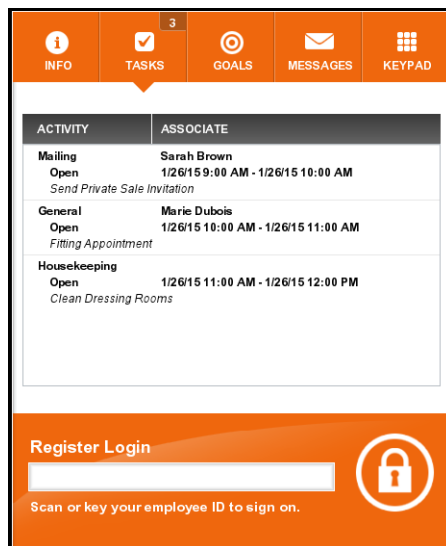 3
INFO TASKS GOALS MESSAGES KEYPAD
ACTIVITY ASSOCIATE
Mailing Sarah Brown
Open 1/26/15 9:00 AM - 1/26/15 10:00 AM
Send Private Sale Invitation
General Marie Dubois
Open 1/26/15 10:00 AM - 1/26/15 11:00 AM
Fitting Appointment
Housekeeping
Open 1/26/15 11:00 AM - 1/26/15 12:00 PM
Clean Dressing Rooms
Register Login
Scan or key your employee ID to sign on.